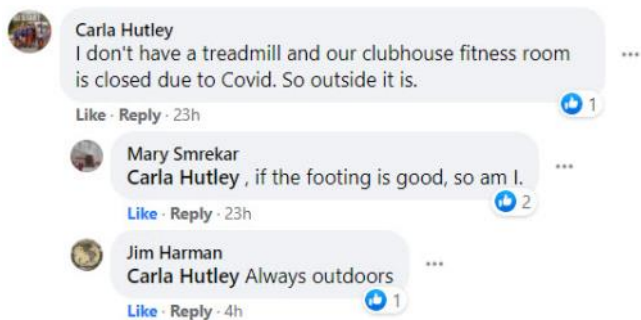 Carla Hutley
I don't have a treadmill and our clubhouse fitness room
is closed due to Covid. So outside it is.
1
Like · Reply · 23h
Mary Smrekar
Carla Hutley , if the footing is good, so am I.
2
Like · Reply · 23h
Jim Harman
Carla Hutley Always outdoors
1
Like · Reply · 4h